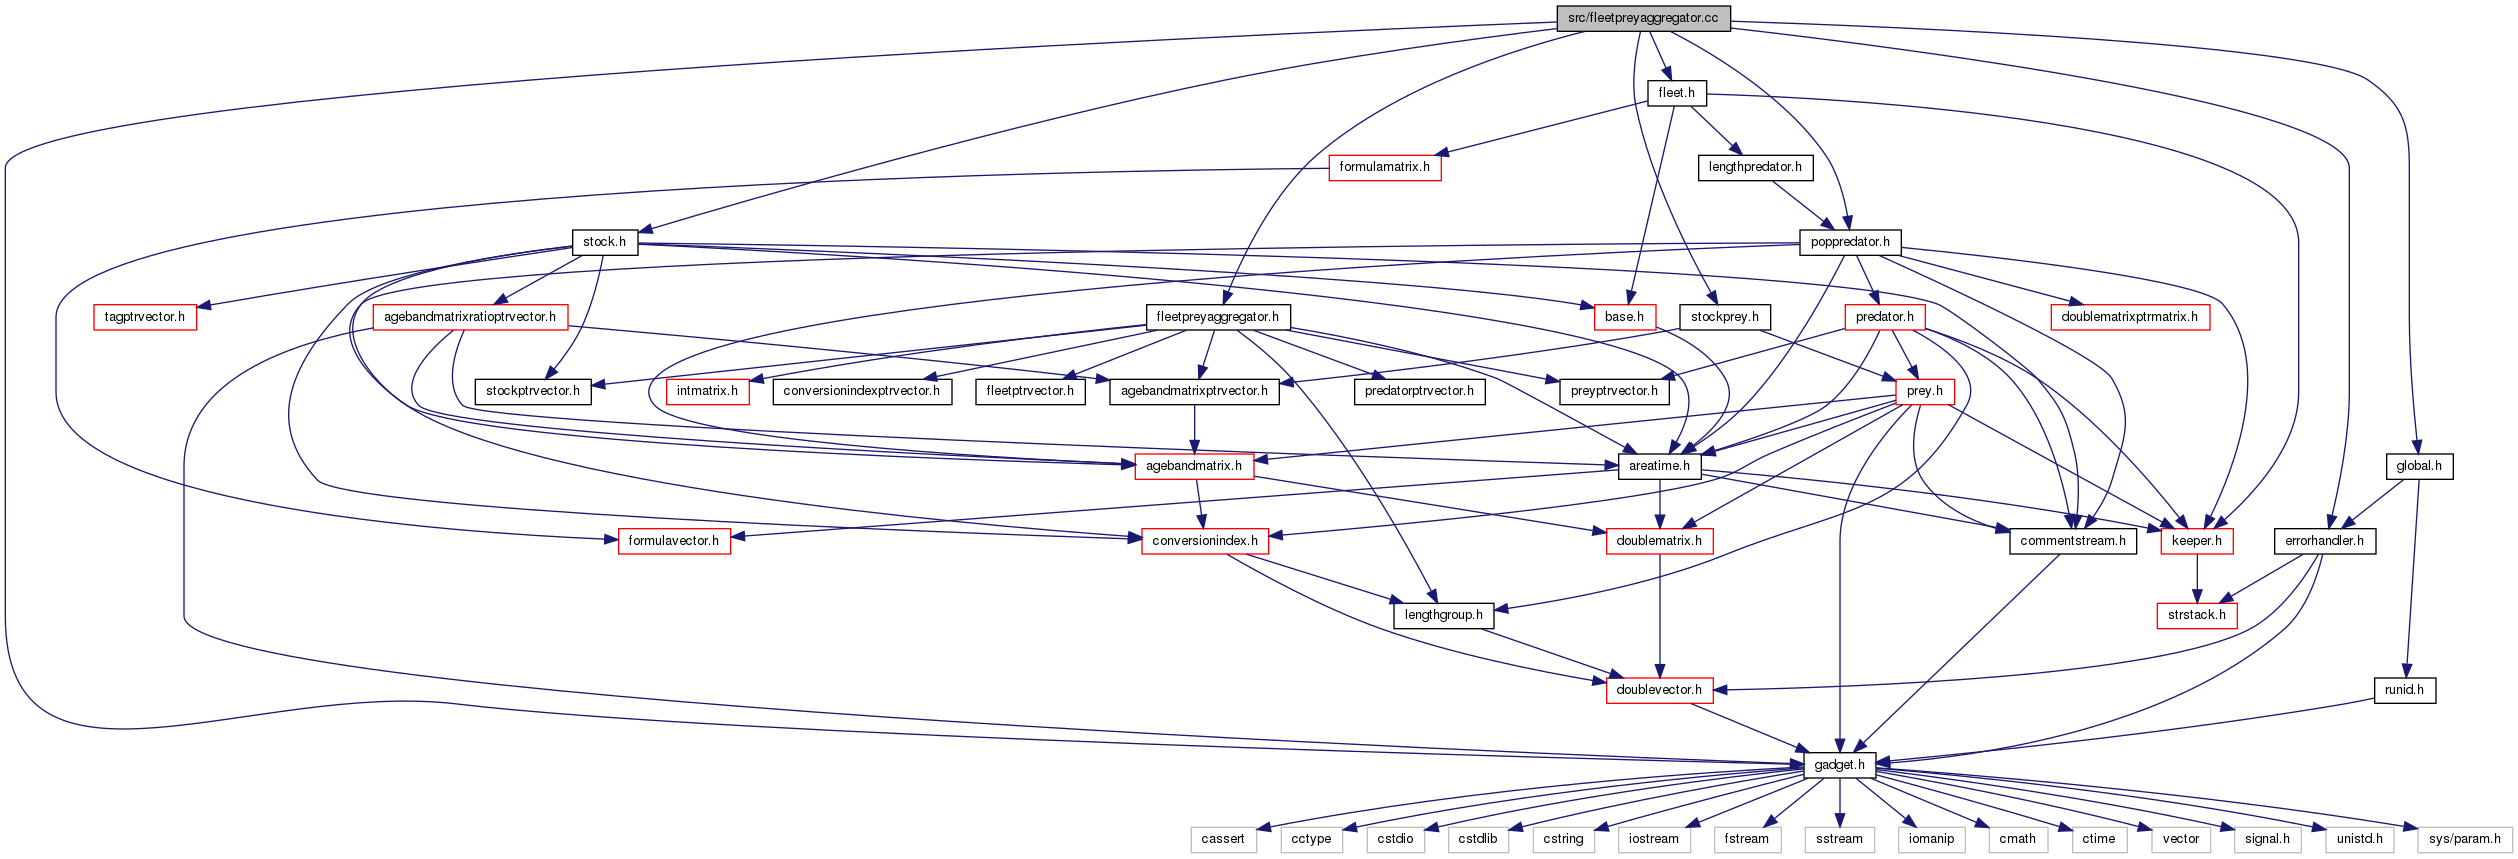 src/fleetpreyaggregator.cc
fleet.h
formulamatrix.h
lengthpredator.h
stock.h
poppredator.h
tagptrvector.h
agebandmatrixratioptrvector.h
fleetpreyaggregator.h
base.h
stockprey.h
predator.h
doublematrixptrmatrix.h
stockptrvector.h
intmatrix.h
conversionindexptrvector.h
fleetptrvector.h
agebandmatrixptrvector.h
predatorptrvector.h
preyptrvector.h
prey.h
agebandmatrix.h
areatime.h
global.h
formulavector.h
conversionindex.h
doublematrix.h
commentstream.h
keeper.h
errorhandler.h
lengthgroup.h
strstack.h
doublevector.h
runid.h
gadget.h
cassert
cctype
cstdio
cstdlib
cstring
iostream
fstream
sstream
iomanip
cmath
ctime
vector
signal.h
unistd.h
sys/param.h